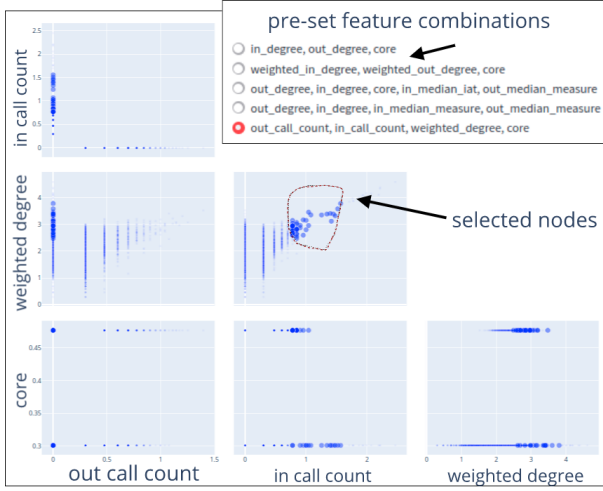 pre-set feature combinations
in_degree, out_degree, core
weighted_in_degree, weighted_out_degree, core
out_degree, in_degree, core, in_median_iat, out_median_measure
out_degree, in_degree, in_median_measure, out_median_measure
out_call_count, in_call_count, weighted_degree, core
in call count
2.5
2
1.5
1
0.5
0
weighted degree
4
3
2
1
0
selected nodes
core
0.45
0.4
0.35
0.3
0 0.5 1 1.5
0 1 2
0 1 2 3 4
out call count
in call count
weighted degree